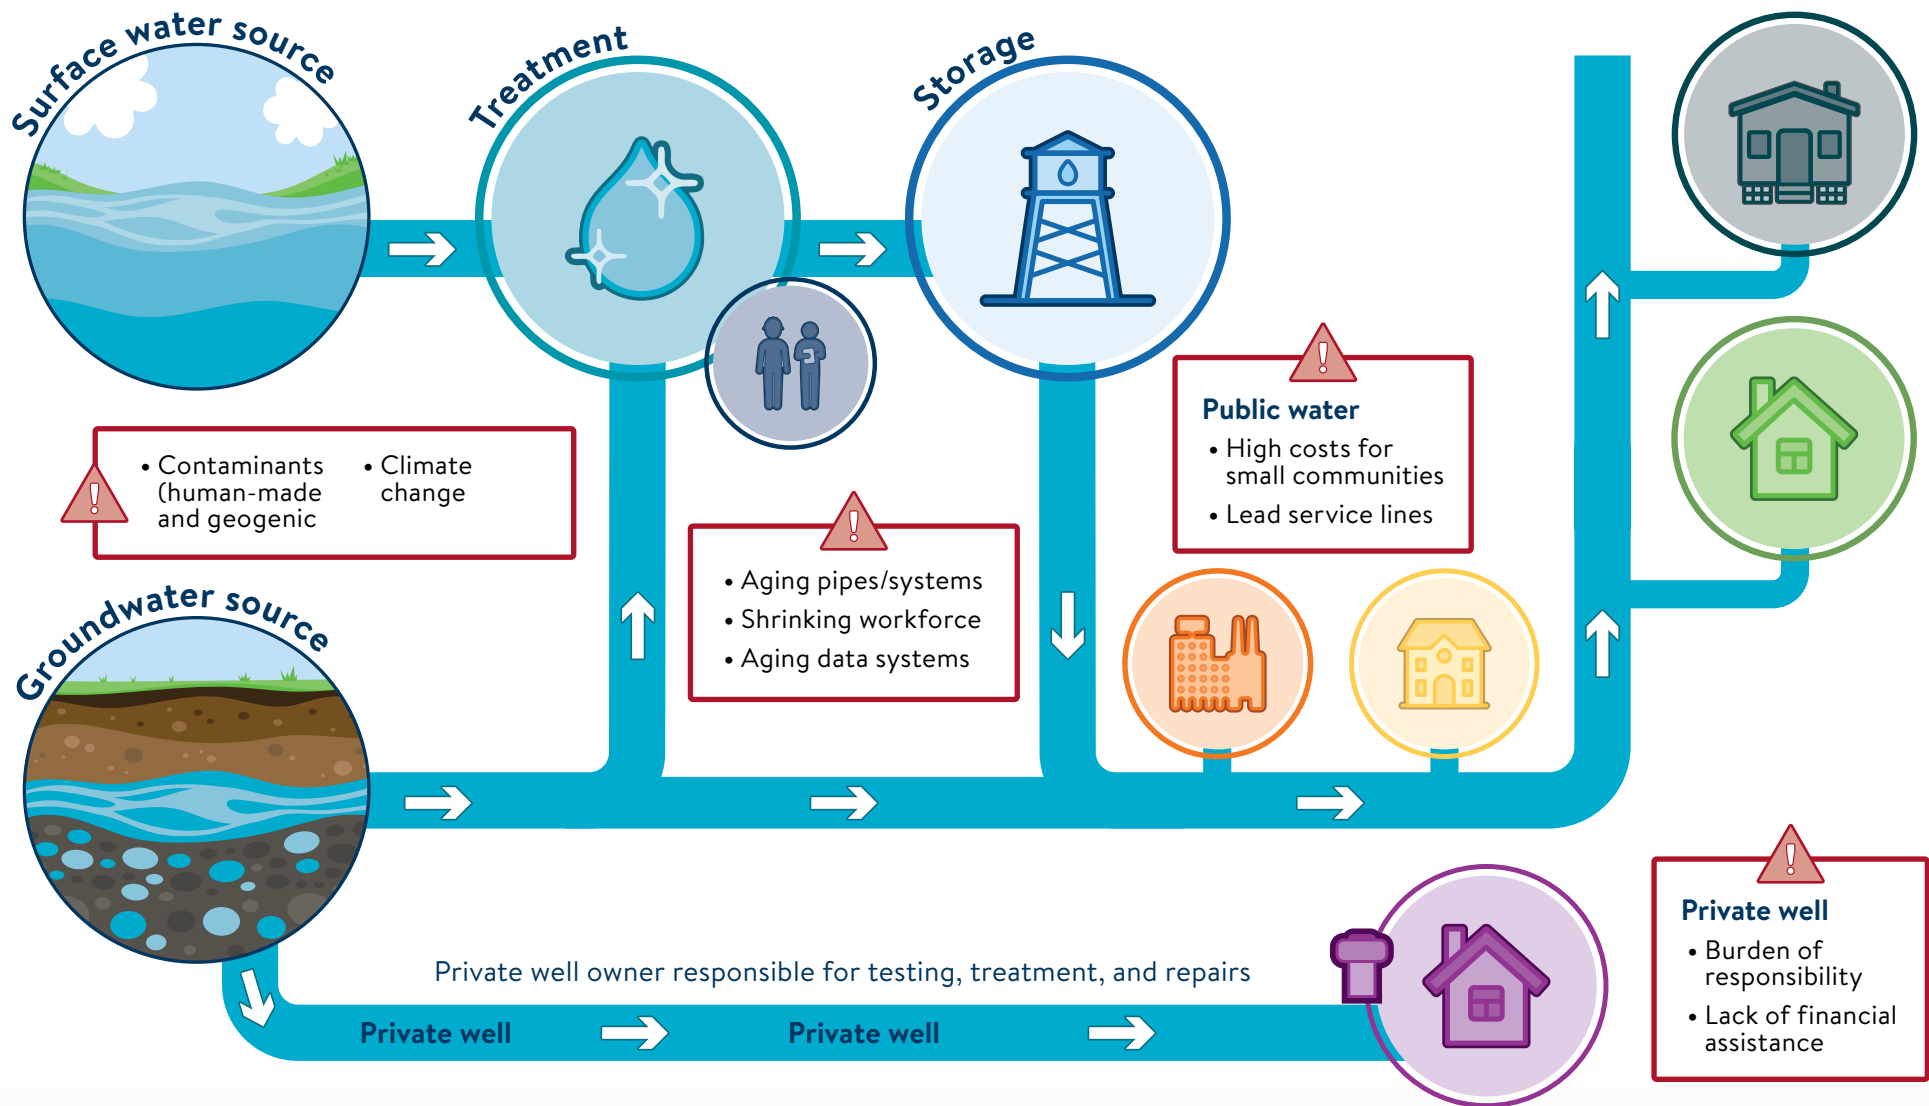 Surface water source
Treatment
Storage
• Contaminants
(human-made
and geogenic
• Climate
change
Public water
• High costs for
small communities
• Lead service lines
• Aging pipes/systems
• Shrinking workforce
• Aging data systems
Groundwater source
Private well owner responsible for testing, treatment, and repairs
Private well
Private well
Private well
• Burden of
responsibility
• Lack of financial
assistance